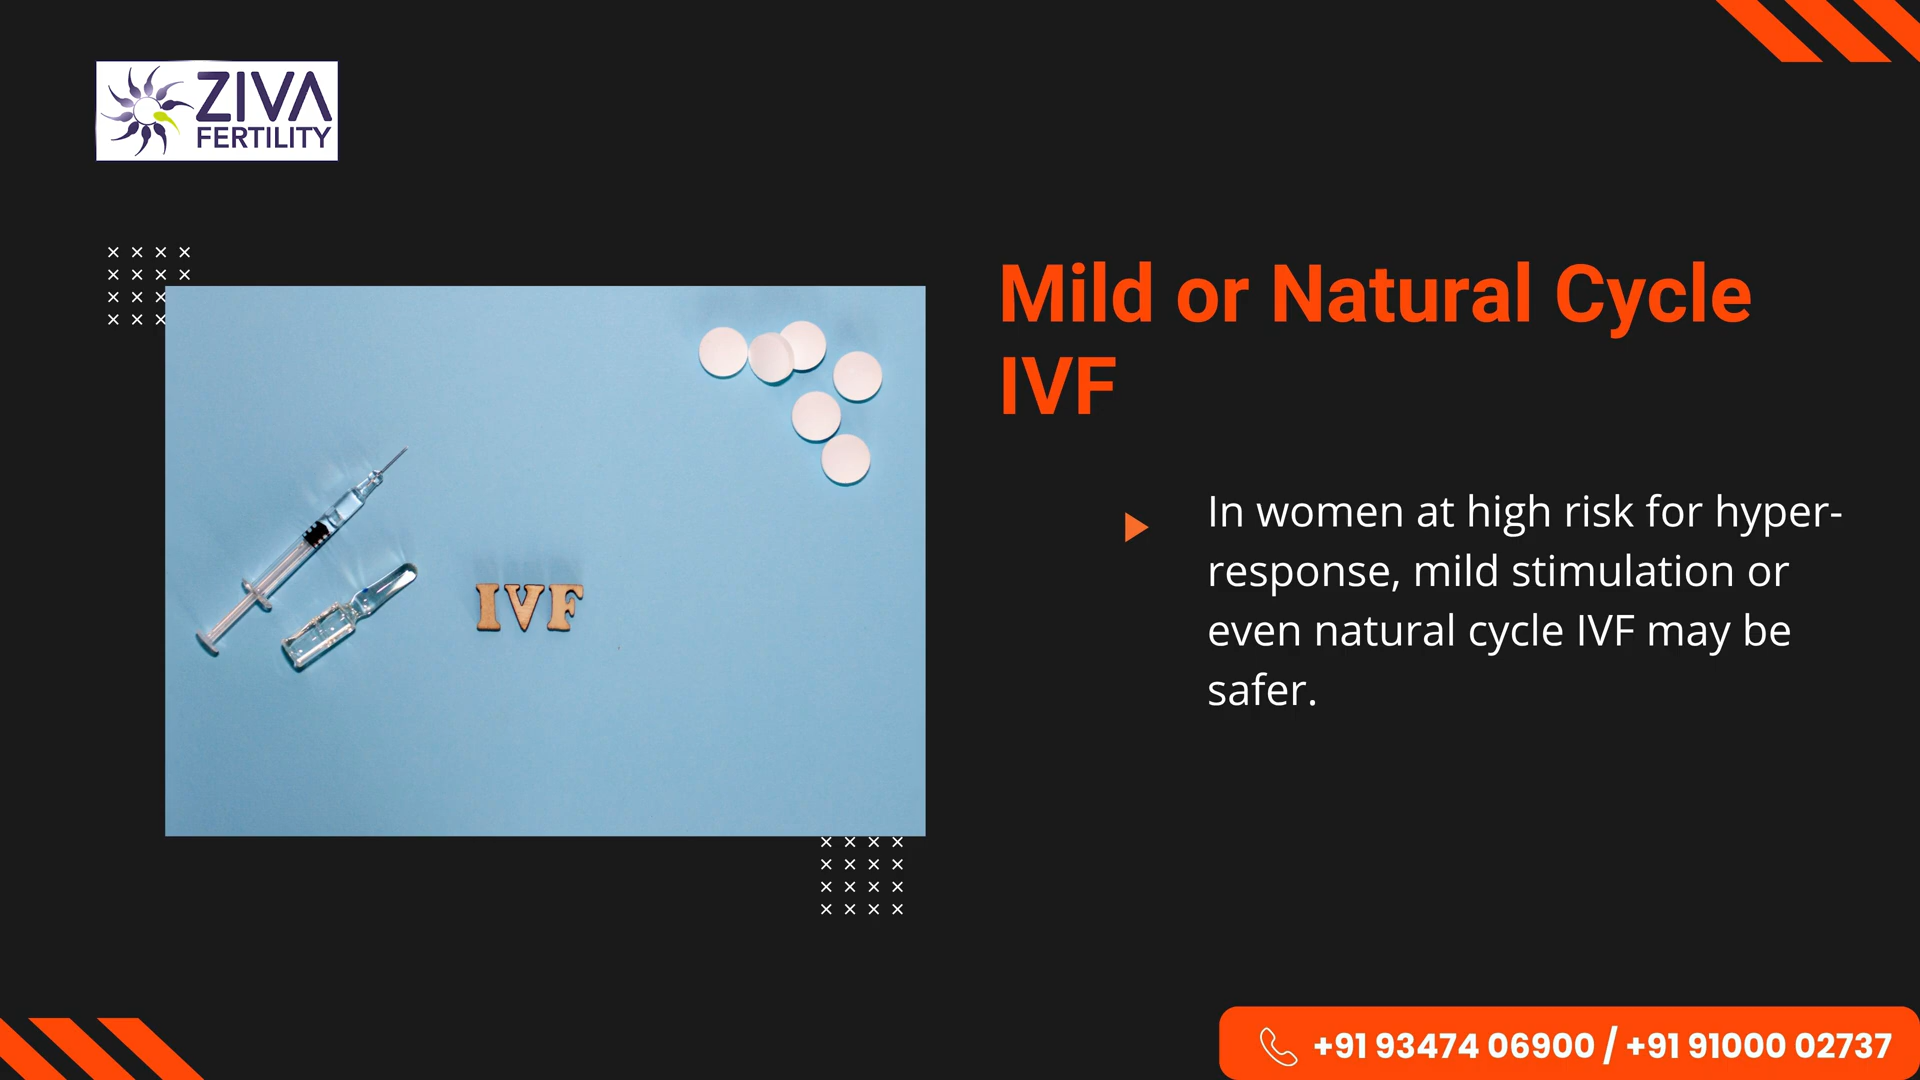 ZIVA
FERTILITY
Mild or Natural Cycle
IVF
In women at high risk for hyper-
response, mild stimulation or
even natural cycle IVF may be
safer.
IVF
+91 93474 06900 / +91 91000 02737